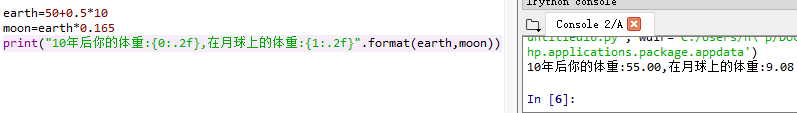 earth=50+0.5*10
moon=earth*0.165
print("10年后你的体重:{0:.2f},在月球上的体重:{1:.2f}".format(earth,moon))
Console 2/A
hp.applications.package.appdata')
10年后你的体重:55.00,在月球上的体重:9.08
In [6]: